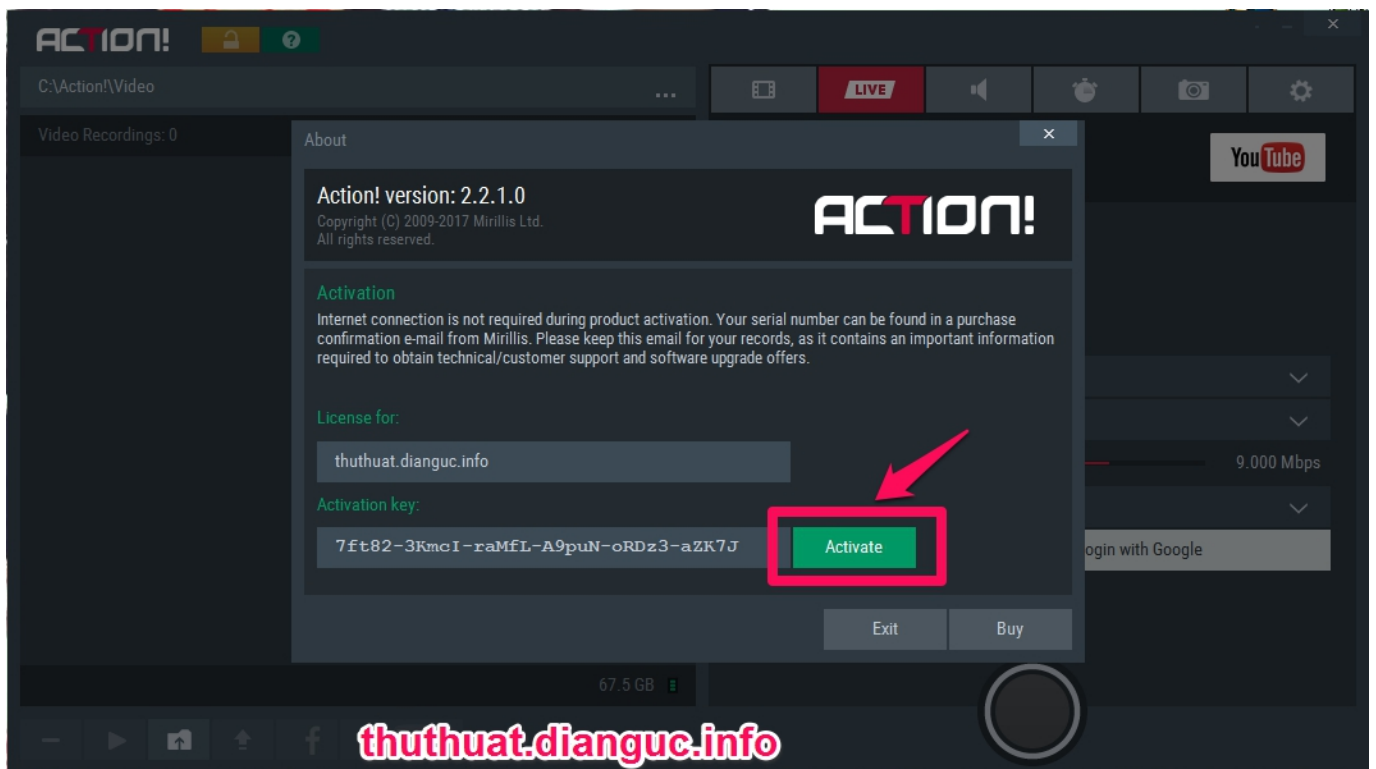 ACTION!
C:\Action!\Video
...
LIVE
Video Recordings: 0
About
YouTube
Action! version: 2.2.1.0
Copyright (C) 2009-2017 Mirillis Ltd.
All rights reserved.
ACTION!
Activation
Internet connection is not required during product activation. Your serial number can be found in a purchase
confirmation e-mail from Mirillis. Please keep this email for your records, as it contains an important information
required to obtain technical/customer support and software upgrade offers.
License for:
thuthuat.dianguc.info
9.000 Mbps
Activation key:
7ft82-3KmcI-raMfL-A9puN-oRDz3-aZK7J
Activate
ogin with Google
Exit
Buy
67.5 GB
thuthuat.dianguc.info